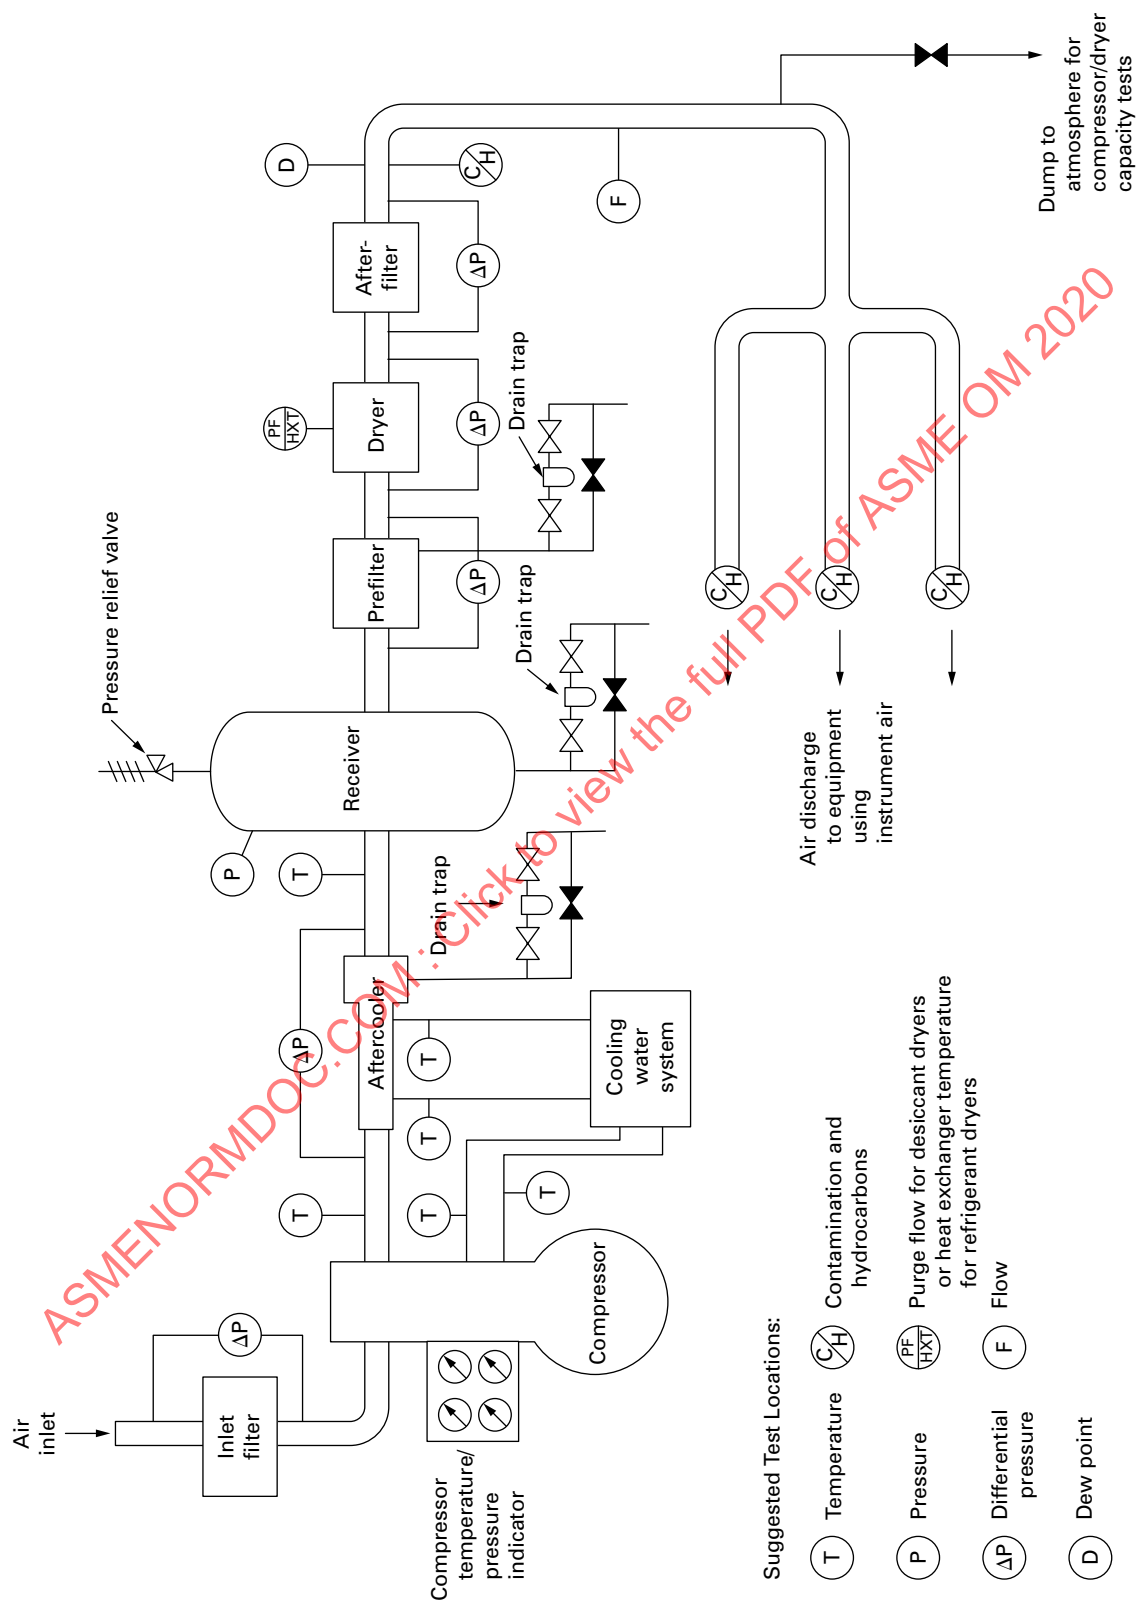 Air
inlet
Inlet
filter
ΔP
Compressor
temperature/
pressure
indicator
Compressor
T
T
T
ΔP
Aftercooler
T
T
Cooling
water
system
Drain trap
T
P
Receiver
Pressure relief valve
Drain trap
Prefilter
ΔP
Drain trap
PF
HXT
Dryer
ΔP
After-
filter
ΔP
D
C/H
F
Dump to
atmosphere for
compressor/dryer
capacity tests
C/H
C/H
C/H
Air discharge
to equipment
using
instrument air
Suggested Test Locations:
T Temperature
P Pressure
ΔP Differential
pressure
D Dew point
C/H Contamination and
hydrocarbons
PF
HXT
Purge flow for desiccant dryers
or heat exchanger temperature
for refrigerant dryers
F Flow
ASMENORMDOC.COM : Click to view the full PDF of ASME OM 2020